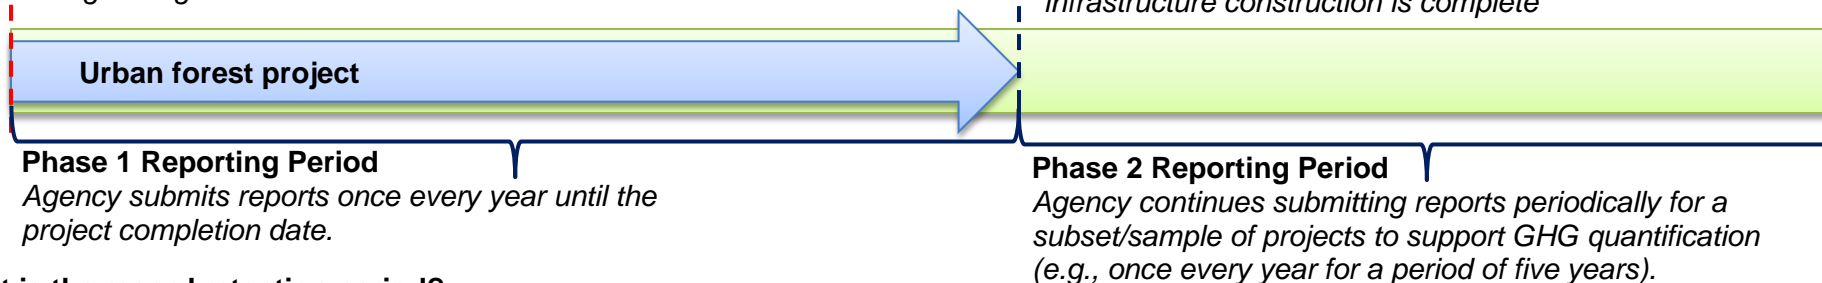 infrastructure construction is complete
Urban forest project
Phase 1 Reporting Period
Agency submits reports once every year until the
project completion date.
Phase 2 Reporting Period
Agency continues submitting reports periodically for a
subset/sample of projects to support GHG quantification
(e.g., once every year for a period of five years).